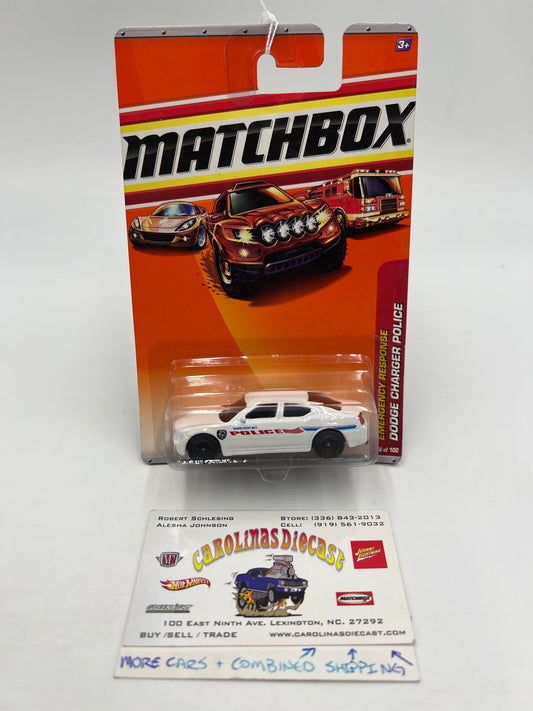 3+
MATCHBOX
EMERGENCY RESPONSE
DODGE CHARGER POLICE
of 100
POLICE
ROBERT SCHLESING
ALESHA JOHNSON
STORE: (336) 843-2013
CELL: (919) 561-9032
CAROLINAS DIECAST
M2
HOT WHEELS
GREENLIGHT
JOHNNY LIGHTNING
MATCHBOX
100 EAST NINTH AVE. LEXINGTON, NC. 27292
BUY /SELL / TRADE
WWW.CAROLINASDIECAST.COM
MORE CARS + COMBINED SHIPPING